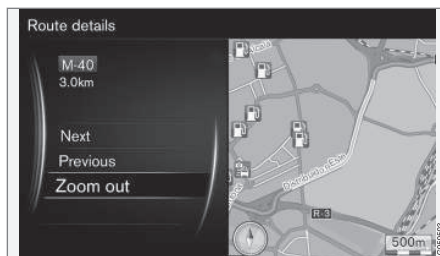 Route details
M-40
3.0km
Next
Previous
Zoom out
R-3
500m